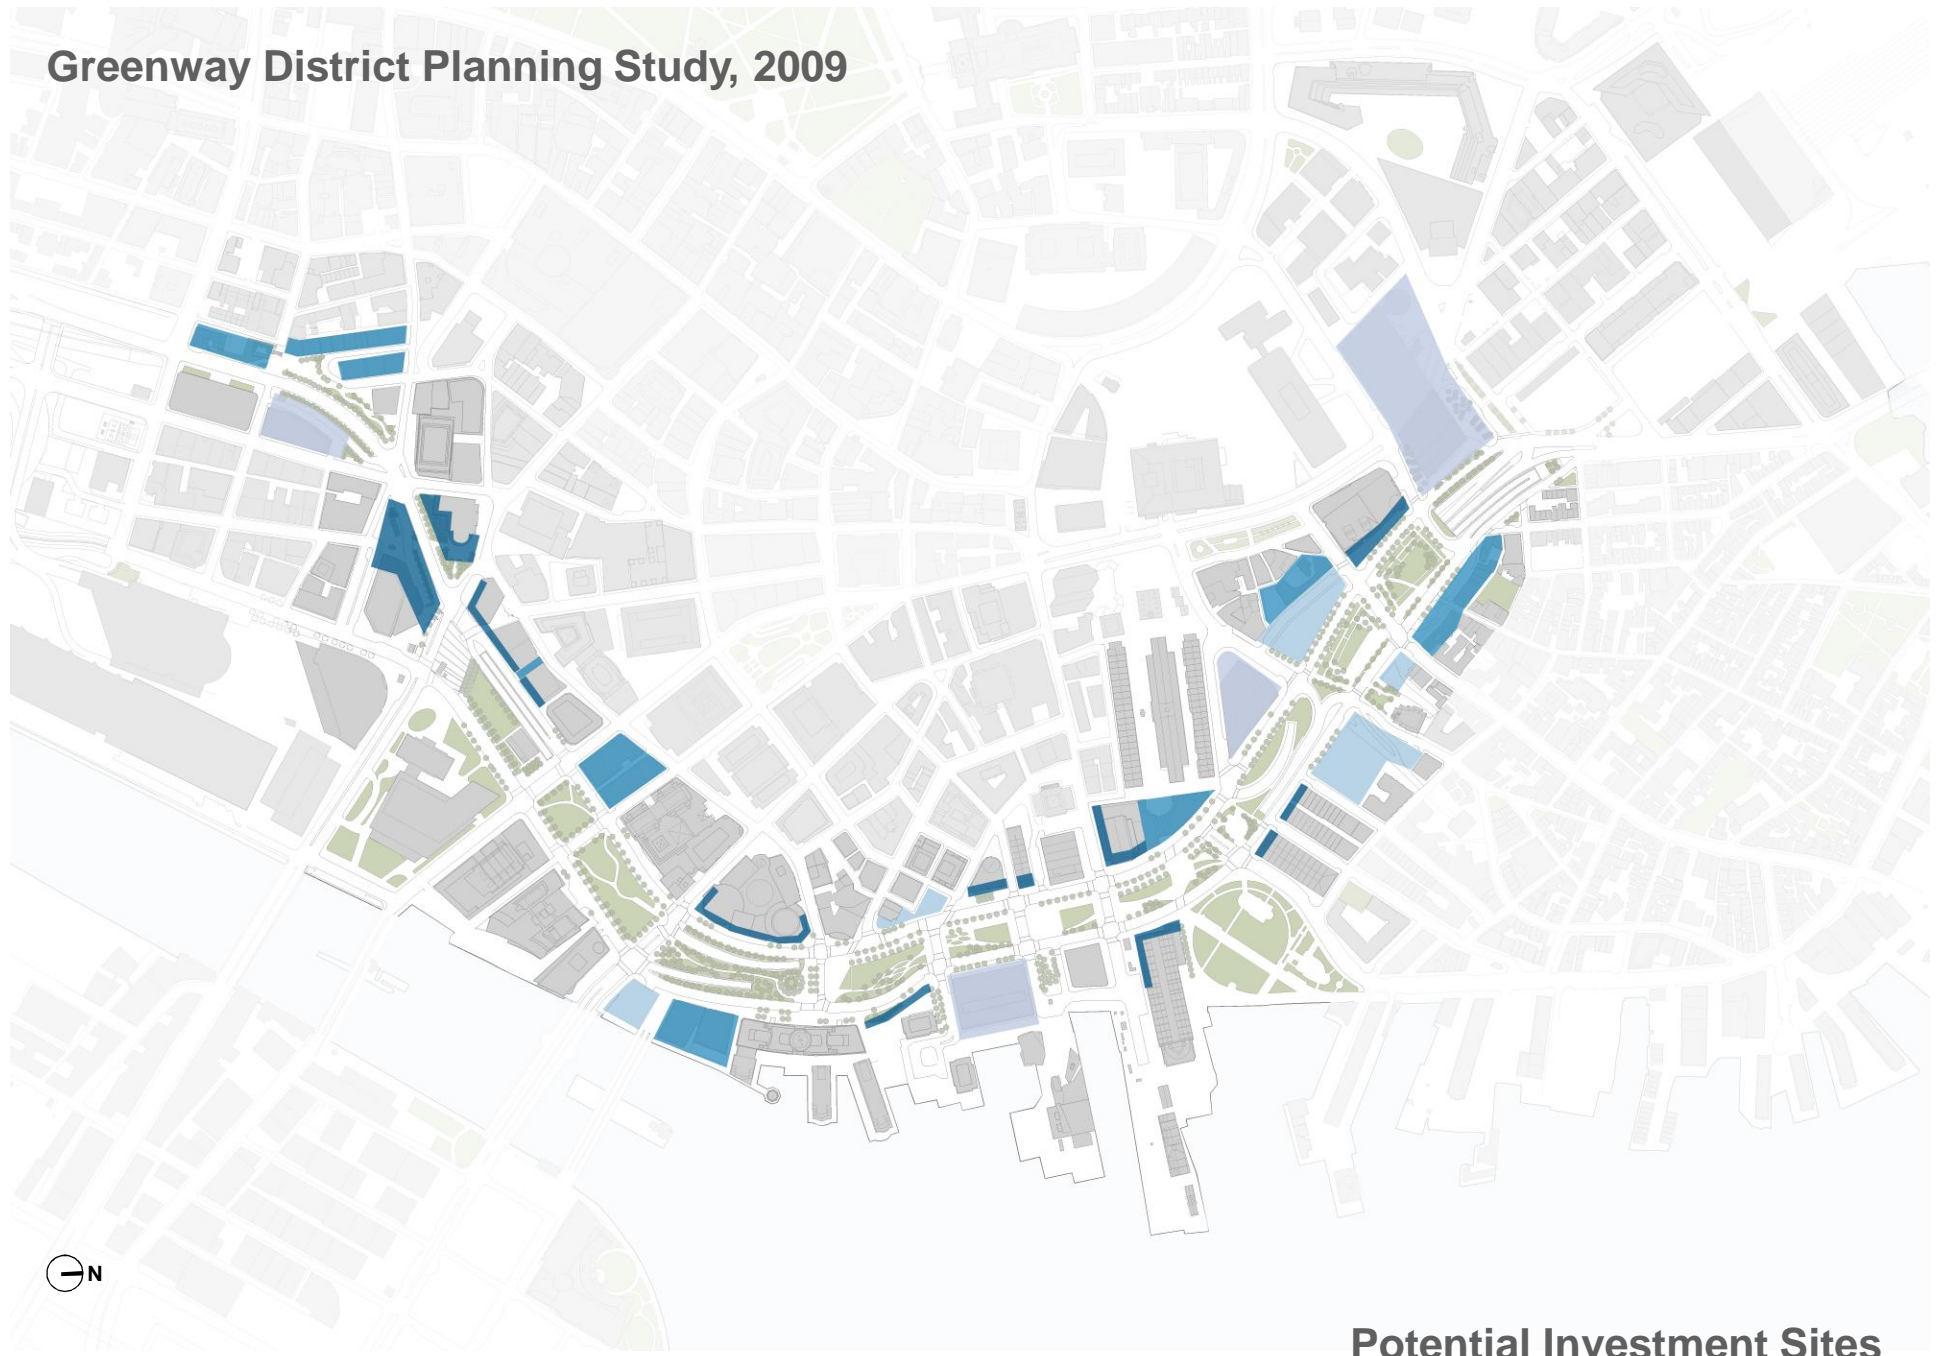 Greenway District Planning Study, 2009
N
Potential Investment Sites